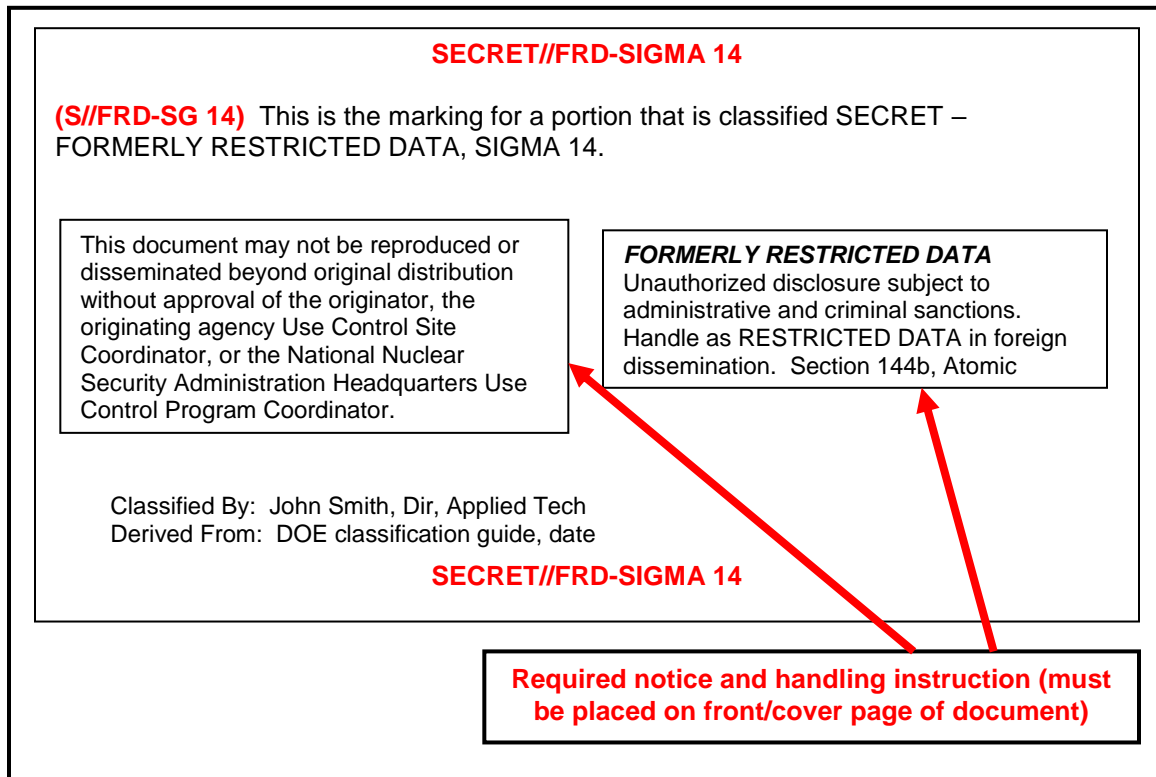 SECRET//FRD-SIGMA 14
(S//FRD-SG 14) This is the marking for a portion that is classified SECRET –
FORMERLY RESTRICTED DATA, SIGMA 14.
This document may not be reproduced or
disseminated beyond original distribution
without approval of the originator, the
originating agency Use Control Site
Coordinator, or the National Nuclear
Security Administration Headquarters Use
Control Program Coordinator.
FORMERLY RESTRICTED DATA
Unauthorized disclosure subject to
administrative and criminal sanctions.
Handle as RESTRICTED DATA in foreign
dissemination. Section 144b, Atomic
Classified By: John Smith, Dir, Applied Tech
Derived From: DOE classification guide, date
SECRET//FRD-SIGMA 14
Required notice and handling instruction (must
be placed on front/cover page of document)